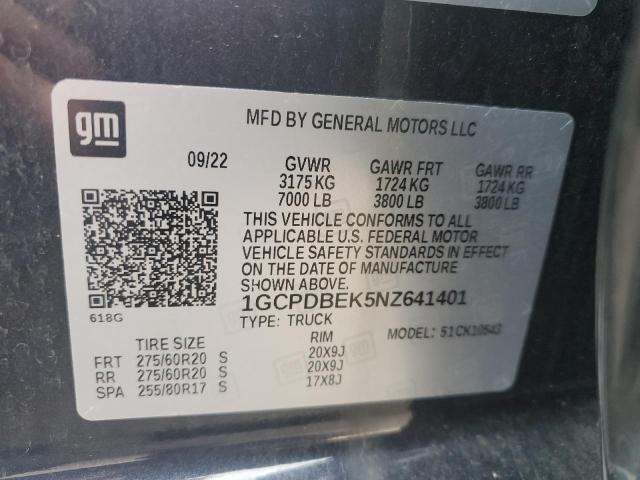 gm
MFD BY GENERAL MOTORS LLC
09/22 GVWR GAWR FRT GAWR RR
3175 KG 1724 KG 1724 KG
7000 LB 3800 LB 3800 LB
THIS VEHICLE CONFORMS TO ALL
APPLICABLE U.S. FEDERAL MOTOR
VEHICLE SAFETY STANDARDS IN EFFECT
ON THE DATE OF MANUFACTURE
SHOWN ABOVE.
1GCPDBEK5NZ641401
618G
TYPE: TRUCK MODEL: 51CK10543
TIRE SIZE RIM
FRT 275/60R20 S 20X9J
RR 275/60R20 S 20X9J
SPA 255/80R17 S 17X8J